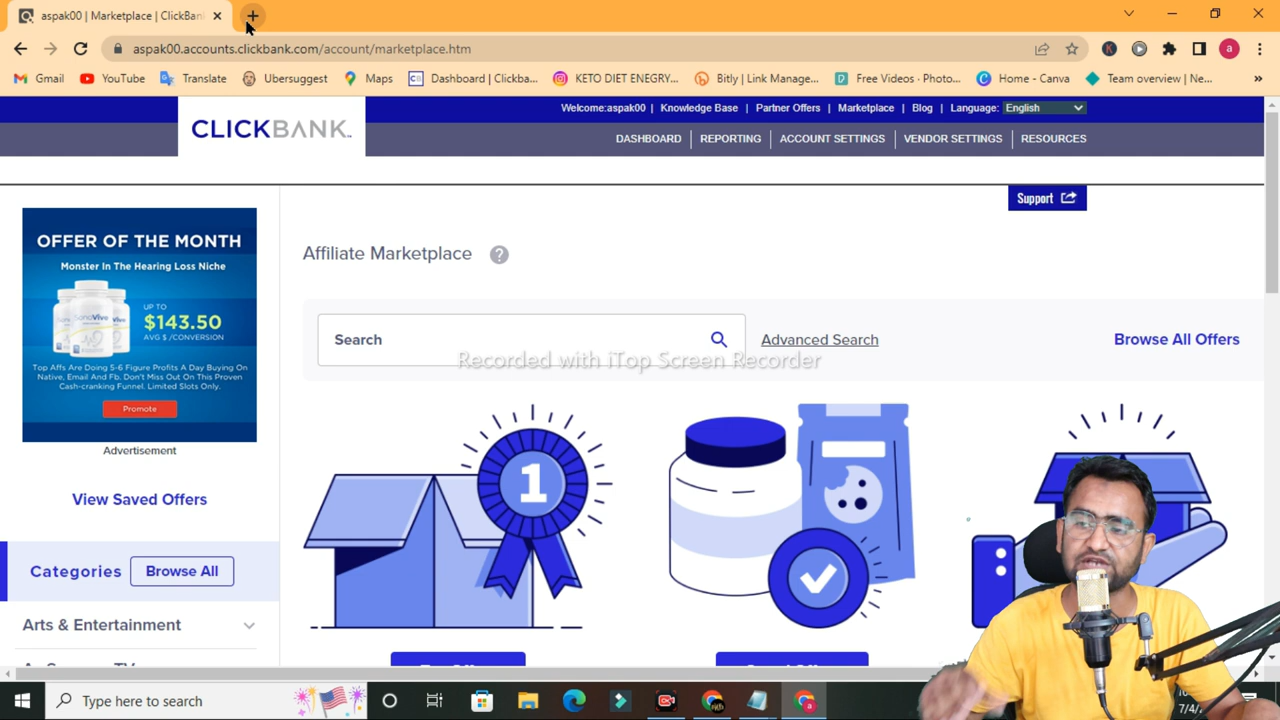 aspak00 | Marketplace | ClickBan
aspak00.accounts.clickbank.com/account/marketplace.htm
Gmail
YouTube
Translate
Ubersuggest
Maps
Dashboard | Clickba...
KETO DIET ENEGRY...
Bitly | Link Manage...
Free Videos · Photo...
Home - Canva
Team overview | Ne...
Welcome:aspak00 | Knowledge Base | Partner Offers | Marketplace | Blog | Language: English
CLICKBANK
DASHBOARD | REPORTING | ACCOUNT SETTINGS | VENDOR SETTINGS | RESOURCES
Support
OFFER OF THE MONTH
Monster In The Hearing Loss Niche
SonoVive
UP TO
$143.50
AVG $ /CONVERSION
Top Affs Are Doing 5-6 Figure Profits A Day Buying On
Native, Email And Fb. Don't Miss Out On This Proven
Cash-cranking Funnel. Limited Slots Only.
Promote
Advertisement
View Saved Offers
Categories
Browse All
Arts & Entertainment
Affiliate Marketplace
Search
Advanced Search
Browse All Offers
Recorded with iTop Screen Recorder
1
Type here to search